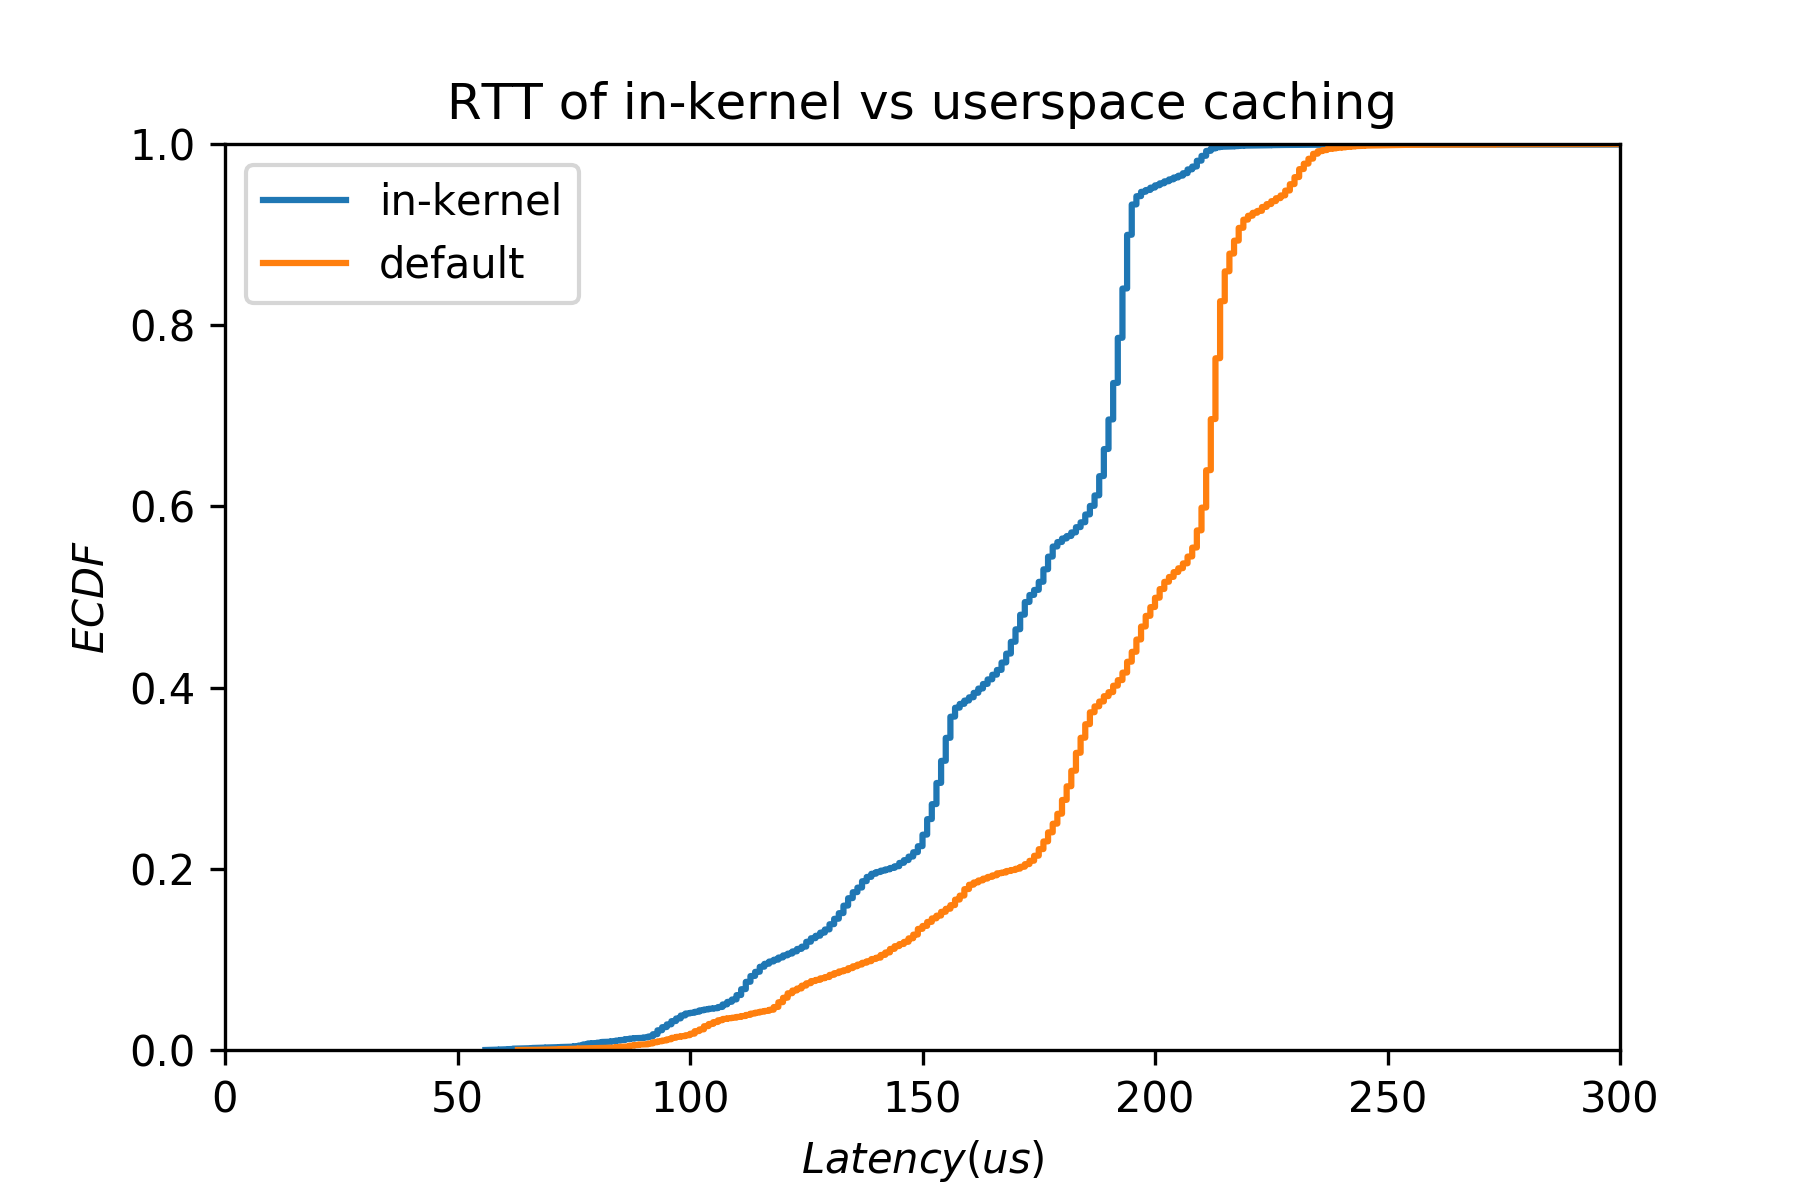 RTT of in-kernel vs userspace caching
1.0
in-kernel
default
0.8
0.6
ECDF
0.4
0.2
0.0
0 50 100 150 200 250 300
Latency(us)